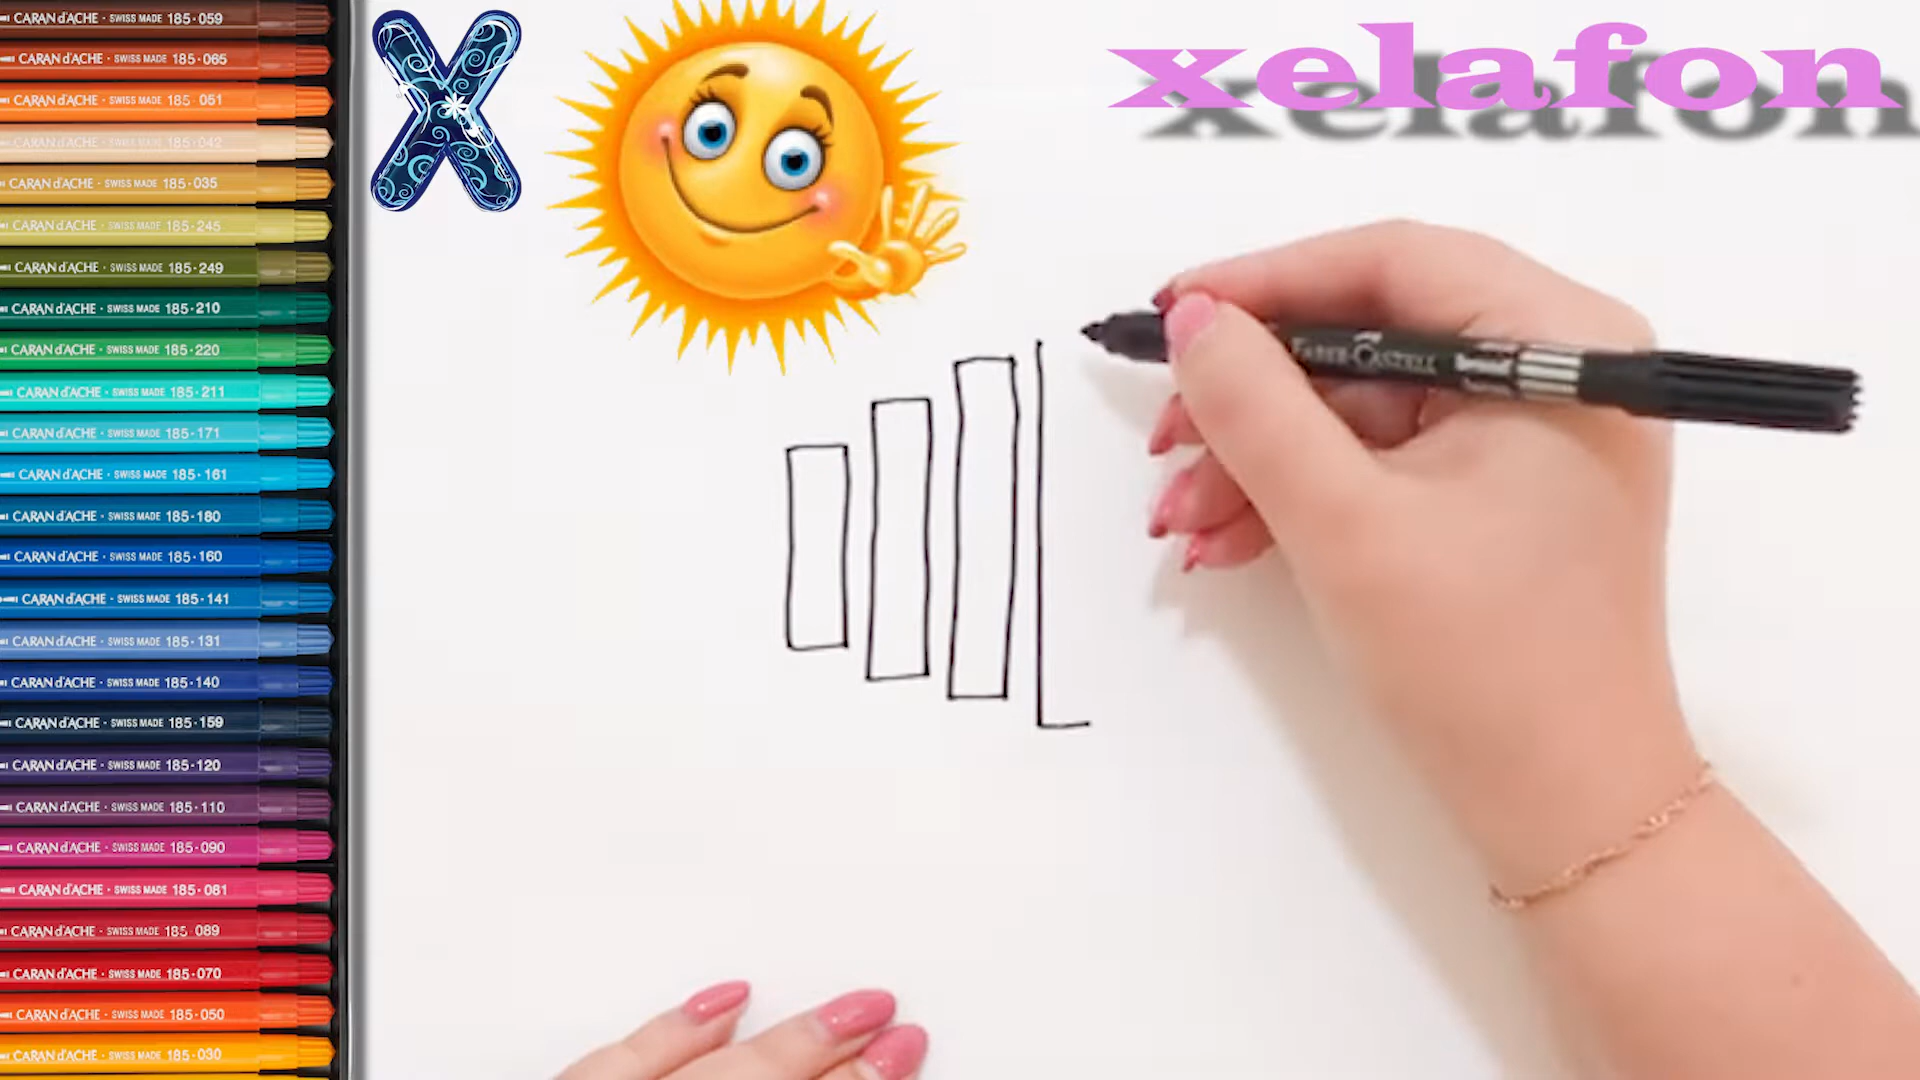 X
xelafon
xelafon
CARAN d'ACHE · SWISS MADE 185-059
CARAN d'ACHE · SWISS MADE 185-065
CARAN d'ACHE · SWISS MADE 185-051
CARAN d'ACHE · SWISS MADE 185-042
CARAN d'ACHE · SWISS MADE 185-035
CARAN d'ACHE · SWISS MADE 185-245
CARAN d'ACHE · SWISS MADE 185-249
CARAN d'ACHE · SWISS MADE 185-210
CARAN d'ACHE · SWISS MADE 185-220
CARAN d'ACHE · SWISS MADE 185-211
CARAN d'ACHE · SWISS MADE 185-171
CARAN d'ACHE · SWISS MADE 185-161
CARAN d'ACHE · SWISS MADE 185-180
CARAN d'ACHE · SWISS MADE 185-160
CARAN d'ACHE · SWISS MADE 185-141
CARAN d'ACHE · SWISS MADE 185-131
CARAN d'ACHE · SWISS MADE 185-140
CARAN d'ACHE · SWISS MADE 185-159
CARAN d'ACHE · SWISS MADE 185-120
CARAN d'ACHE · SWISS MADE 185-110
CARAN d'ACHE · SWISS MADE 185-090
CARAN d'ACHE · SWISS MADE 185-081
CARAN d'ACHE · SWISS MADE 185-089
CARAN d'ACHE · SWISS MADE 185-070
CARAN d'ACHE · SWISS MADE 185-050
CARAN d'ACHE · SWISS MADE 185-030
FABER-CASTELL